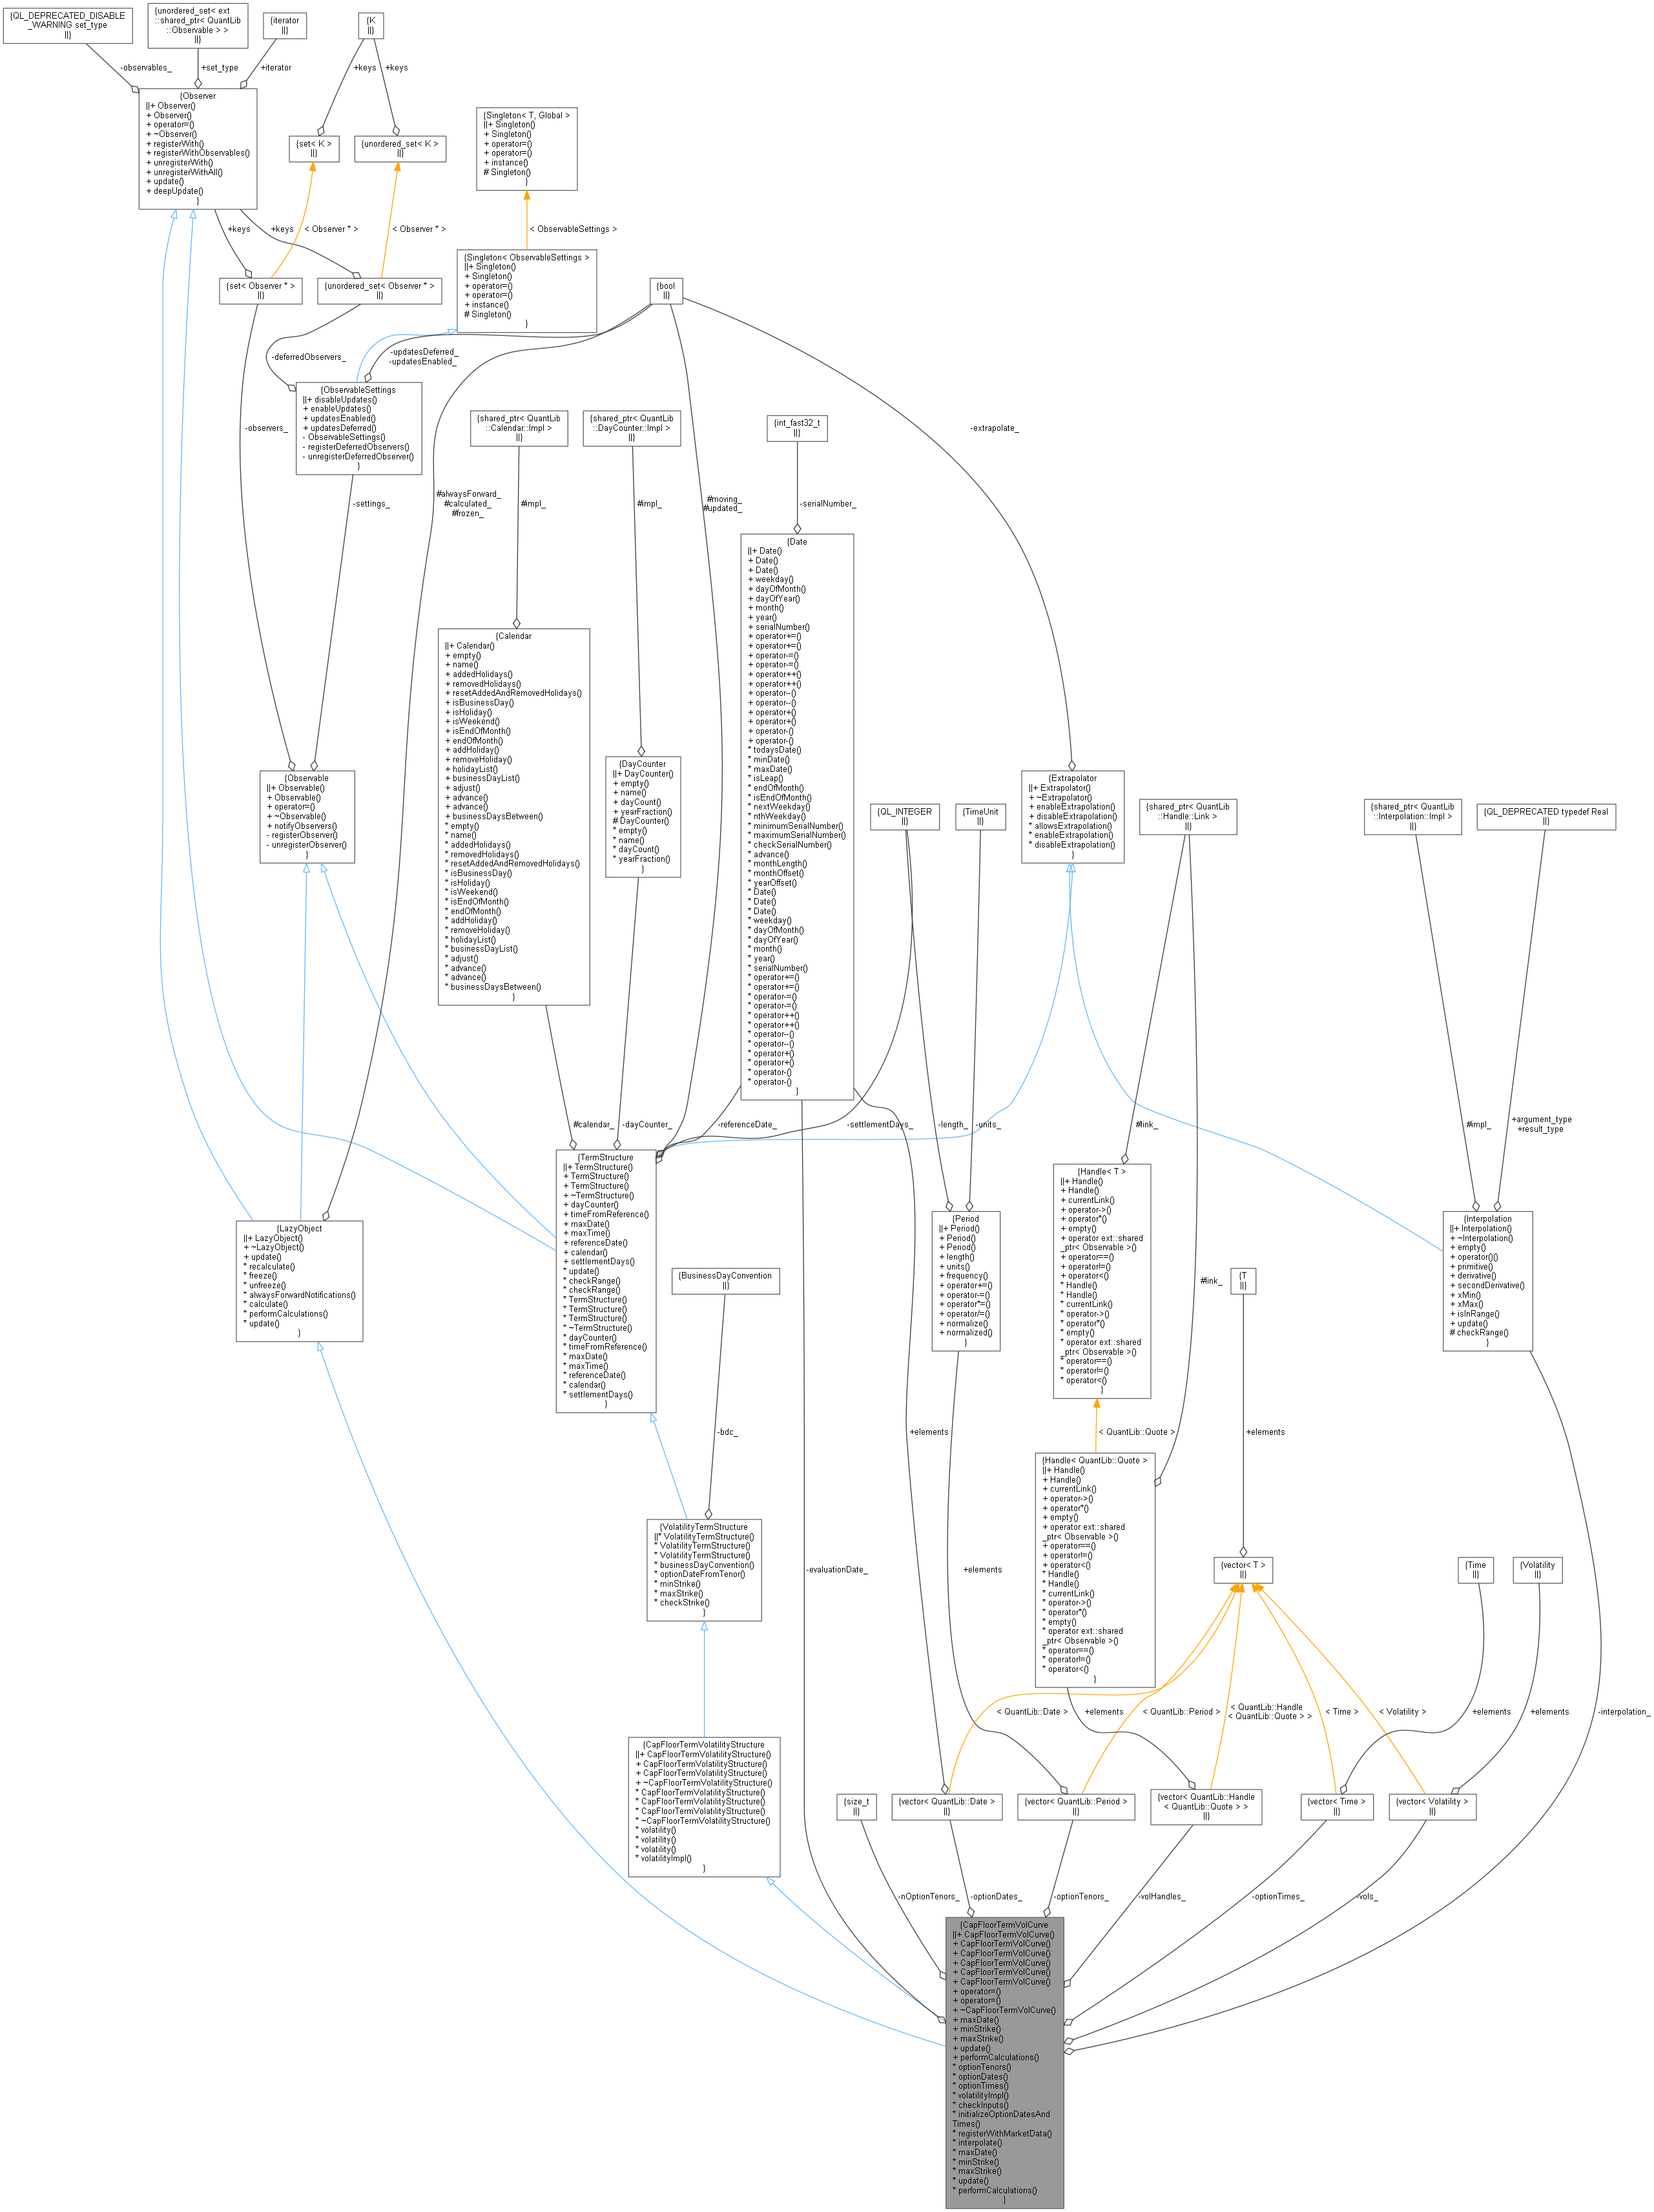 {QL_DEPRECATED_DISABLE
_WARNING set_type
||}
{unordered_set< ext
::shared_ptr< QuantLib
::Observable > >
||}
{iterator
||}
{K
||}
-observables_
+set_type
+iterator
+keys
+keys
{Observer
||+ Observer()
+ Observer()
+ operator=()
+ ~Observer()
+ registerWith()
+ registerWithObservables()
+ unregisterWith()
+ unregisterWithAll()
+ update()
+ deepUpdate()
}
{set< K >
||}
{unordered_set< K >
||}
{Singleton< T, Global >
||+ Singleton()
+ Singleton()
+ operator=()
+ operator=()
+ instance()
# Singleton()
}
+keys
+keys
< Observer * >
< Observer * >
< ObservableSettings >
{set< Observer * >
||}
{unordered_set< Observer * >
||}
{Singleton< ObservableSettings >
||+ Singleton()
+ Singleton()
+ operator=()
+ operator=()
+ instance()
# Singleton()
}
{bool
||}
-deferredObservers_
-updatesDeferred_
-updatesEnabled_
{ObservableSettings
||+ disableUpdates()
+ enableUpdates()
+ updatesEnabled()
+ updatesDeferred()
- ObservableSettings()
- registerDeferredObservers()
- unregisterDeferredObserver()
}
-observers_
{shared_ptr< QuantLib
::Calendar::Impl >
||}
{shared_ptr< QuantLib
::DayCounter::Impl >
||}
{int_fast32_t
||}
-extrapolate_
-settings_
#alwaysForward_
#calculated_
#frozen_
#impl_
#impl_
#moving_
#updated_
-serialNumber_
{Date
||+ Date()
+ Date()
+ Date()
+ weekday()
+ dayOfMonth()
+ dayOfYear()
+ month()
+ year()
+ serialNumber()
+ operator+=()
+ operator+=()
+ operator-=()
+ operator-=()
+ operator++()
+ operator++()
+ operator--()
+ operator--()
+ operator+()
+ operator+()
+ operator-()
+ operator-()
* todaysDate()
* minDate()
* maxDate()
* isLeap()
* endOfMonth()
* isEndOfMonth()
* nextWeekday()
* nthWeekday()
* minimumSerialNumber()
* maximumSerialNumber()
* checkSerialNumber()
* advance()
* monthLength()
* monthOffset()
* yearOffset()
* Date()
* Date()
* Date()
* weekday()
* dayOfMonth()
* dayOfYear()
* month()
* year()
* serialNumber()
* operator+=()
* operator+=()
* operator-=()
* operator-=()
* operator++()
* operator++()
* operator--()
* operator--()
* operator+()
* operator+()
* operator-()
* operator-()
}
{Calendar
||+ Calendar()
+ empty()
+ name()
+ addedHolidays()
+ removedHolidays()
+ resetAddedAndRemovedHolidays()
+ isBusinessDay()
+ isHoliday()
+ isWeekend()
+ isEndOfMonth()
+ endOfMonth()
+ addHoliday()
+ removeHoliday()
+ holidayList()
+ businessDayList()
+ adjust()
+ advance()
+ advance()
+ businessDaysBetween()
* empty()
* name()
* addedHolidays()
* removedHolidays()
* resetAddedAndRemovedHolidays()
* isBusinessDay()
* isHoliday()
* isWeekend()
* isEndOfMonth()
* endOfMonth()
* addHoliday()
* removeHoliday()
* holidayList()
* businessDayList()
* adjust()
* advance()
* advance()
* businessDaysBetween()
}
{DayCounter
||+ DayCounter()
+ empty()
+ name()
+ dayCount()
+ yearFraction()
# DayCounter()
* empty()
* name()
* dayCount()
* yearFraction()
}
{Observable
||+ Observable()
+ Observable()
+ operator=()
+ ~Observable()
+ notifyObservers()
- registerObserver()
- unregisterObserver()
}
{QL_INTEGER
||}
{TimeUnit
||}
{Extrapolator
||+ Extrapolator()
+ ~Extrapolator()
+ enableExtrapolation()
+ disableExtrapolation()
* allowsExtrapolation()
* enableExtrapolation()
* disableExtrapolation()
}
{shared_ptr< QuantLib
::Handle::Link >
||}
{shared_ptr< QuantLib
::Interpolation::Impl >
||}
{QL_DEPRECATED typedef Real
||}
#calendar_
-dayCounter_
-referenceDate_
-settlementDays_
-length_
-units_
#link_
#impl_
+argument_type
+result_type
{TermStructure
||+ TermStructure()
+ TermStructure()
+ TermStructure()
+ ~TermStructure()
+ dayCounter()
+ timeFromReference()
+ maxDate()
+ maxTime()
+ referenceDate()
+ calendar()
+ settlementDays()
* update()
* checkRange()
* checkRange()
* TermStructure()
* TermStructure()
* TermStructure()
* ~TermStructure()
* dayCounter()
* timeFromReference()
* maxDate()
* maxTime()
* referenceDate()
* calendar()
* settlementDays()
}
{LazyObject
||+ LazyObject()
+ ~LazyObject()
+ update()
* recalculate()
* freeze()
* unfreeze()
* alwaysForwardNotifications()
* calculate()
* performCalculations()
* update()
}
{Period
||+ Period()
+ Period()
+ Period()
+ length()
+ units()
+ frequency()
+ operator+=()
+ operator-=()
+ operator*=()
+ operator/=()
+ normalize()
+ normalized()
}
{Handle< T >
||+ Handle()
+ Handle()
+ currentLink()
+ operator->()
+ operator*()
+ empty()
+ operator ext::shared
_ptr< Observable >()
+ operator==()
+ operator!=()
+ operator<()
* Handle()
* Handle()
* currentLink()
* operator->()
* operator*()
* empty()
* operator ext::shared
_ptr< Observable >()
* operator==()
* operator!=()
* operator<()
}
{Interpolation
||+ Interpolation()
+ ~Interpolation()
+ empty()
+ operator()()
+ primitive()
+ derivative()
+ secondDerivative()
+ xMin()
+ xMax()
+ isInRange()
+ update()
# checkRange()
}
{BusinessDayConvention
||}
#link_
{T
||}
-bdc_
+elements
< QuantLib::Quote >
+elements
{Handle< QuantLib::Quote >
||+ Handle()
+ Handle()
+ currentLink()
+ operator->()
+ operator*()
+ empty()
+ operator ext::shared
_ptr< Observable >()
+ operator==()
+ operator!=()
+ operator<()
* Handle()
* Handle()
* currentLink()
* operator->()
* operator*()
* empty()
* operator ext::shared
_ptr< Observable >()
* operator==()
* operator!=()
* operator<()
}
{VolatilityTermStructure
||* VolatilityTermStructure()
* VolatilityTermStructure()
* VolatilityTermStructure()
* businessDayConvention()
* optionDateFromTenor()
* minStrike()
* maxStrike()
* checkStrike()
}
-evaluationDate_
+elements
{vector< T >
||}
{Time
||}
{Volatility
||}
< QuantLib::Date >
+elements
< QuantLib::Period >
< QuantLib::Handle
< QuantLib::Quote > >
< Time >
< Volatility >
+elements
+elements
-interpolation_
{CapFloorTermVolatilityStructure
||+ CapFloorTermVolatilityStructure()
+ CapFloorTermVolatilityStructure()
+ CapFloorTermVolatilityStructure()
+ ~CapFloorTermVolatilityStructure()
* CapFloorTermVolatilityStructure()
* CapFloorTermVolatilityStructure()
* CapFloorTermVolatilityStructure()
* ~CapFloorTermVolatilityStructure()
* volatility()
* volatility()
* volatility()
* volatilityImpl()
}
{size_t
||}
{vector< QuantLib::Date >
||}
{vector< QuantLib::Period >
||}
{vector< QuantLib::Handle
< QuantLib::Quote > >
||}
{vector< Time >
||}
{vector< Volatility >
||}
-nOptionTenors_
-optionDates_
-optionTenors_
-volHandles_
-optionTimes_
-vols_
{CapFloorTermVolCurve
||+ CapFloorTermVolCurve()
+ CapFloorTermVolCurve()
+ CapFloorTermVolCurve()
+ CapFloorTermVolCurve()
+ CapFloorTermVolCurve()
+ CapFloorTermVolCurve()
+ operator=()
+ operator=()
+ ~CapFloorTermVolCurve()
+ maxDate()
+ minStrike()
+ maxStrike()
+ update()
+ performCalculations()
* optionTenors()
* optionDates()
* optionTimes()
* volatilityImpl()
* checkInputs()
* initializeOptionDatesAnd
Times()
* registerWithMarketData()
* interpolate()
* maxDate()
* minStrike()
* maxStrike()
* update()
* performCalculations()
}